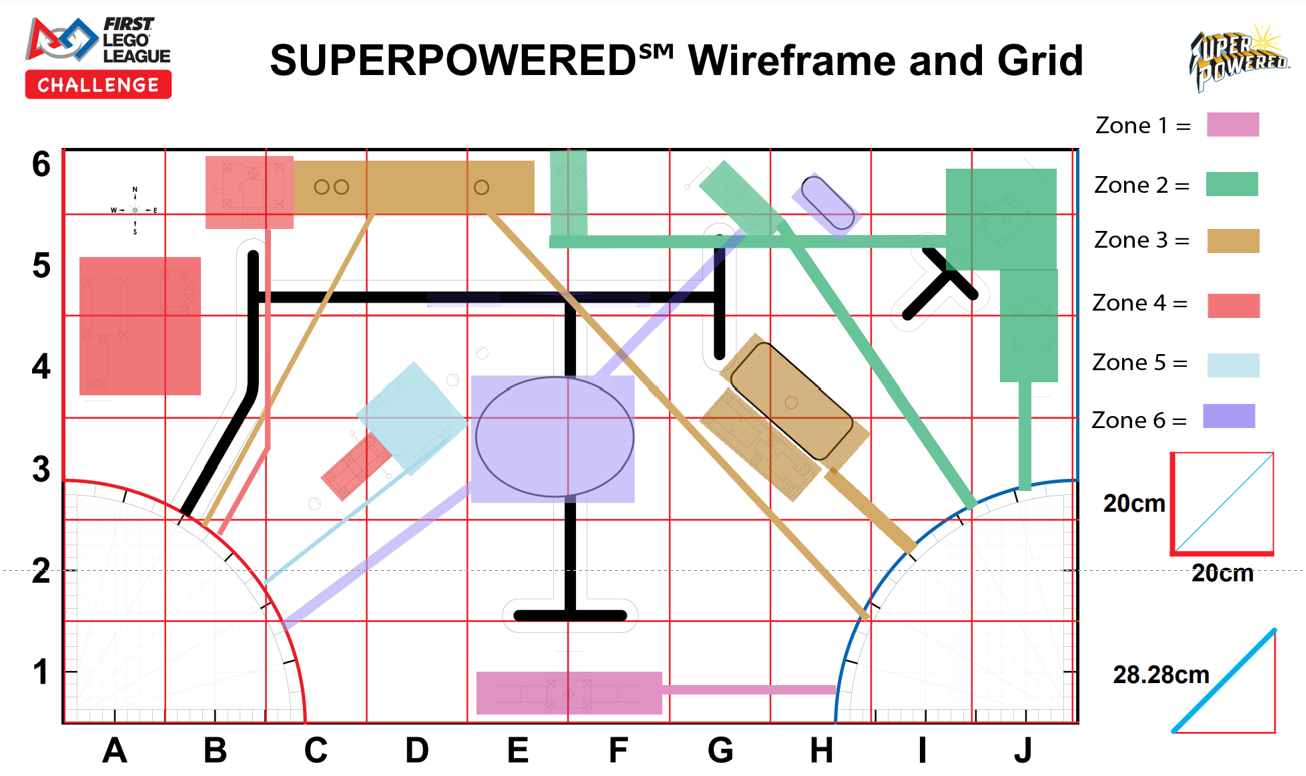 FIRST
LEGO
LEAGUE
CHALLENGE
SUPERPOWERED℠ Wireframe and Grid
SUPER
POWERED
Zone 1 =
Zone 2 =
Zone 3 =
Zone 4 =
Zone 5 =
Zone 6 =
6
5
4
3
2
1
N
W E
S
20cm
20cm
28.28cm
A B C D E F G H I J